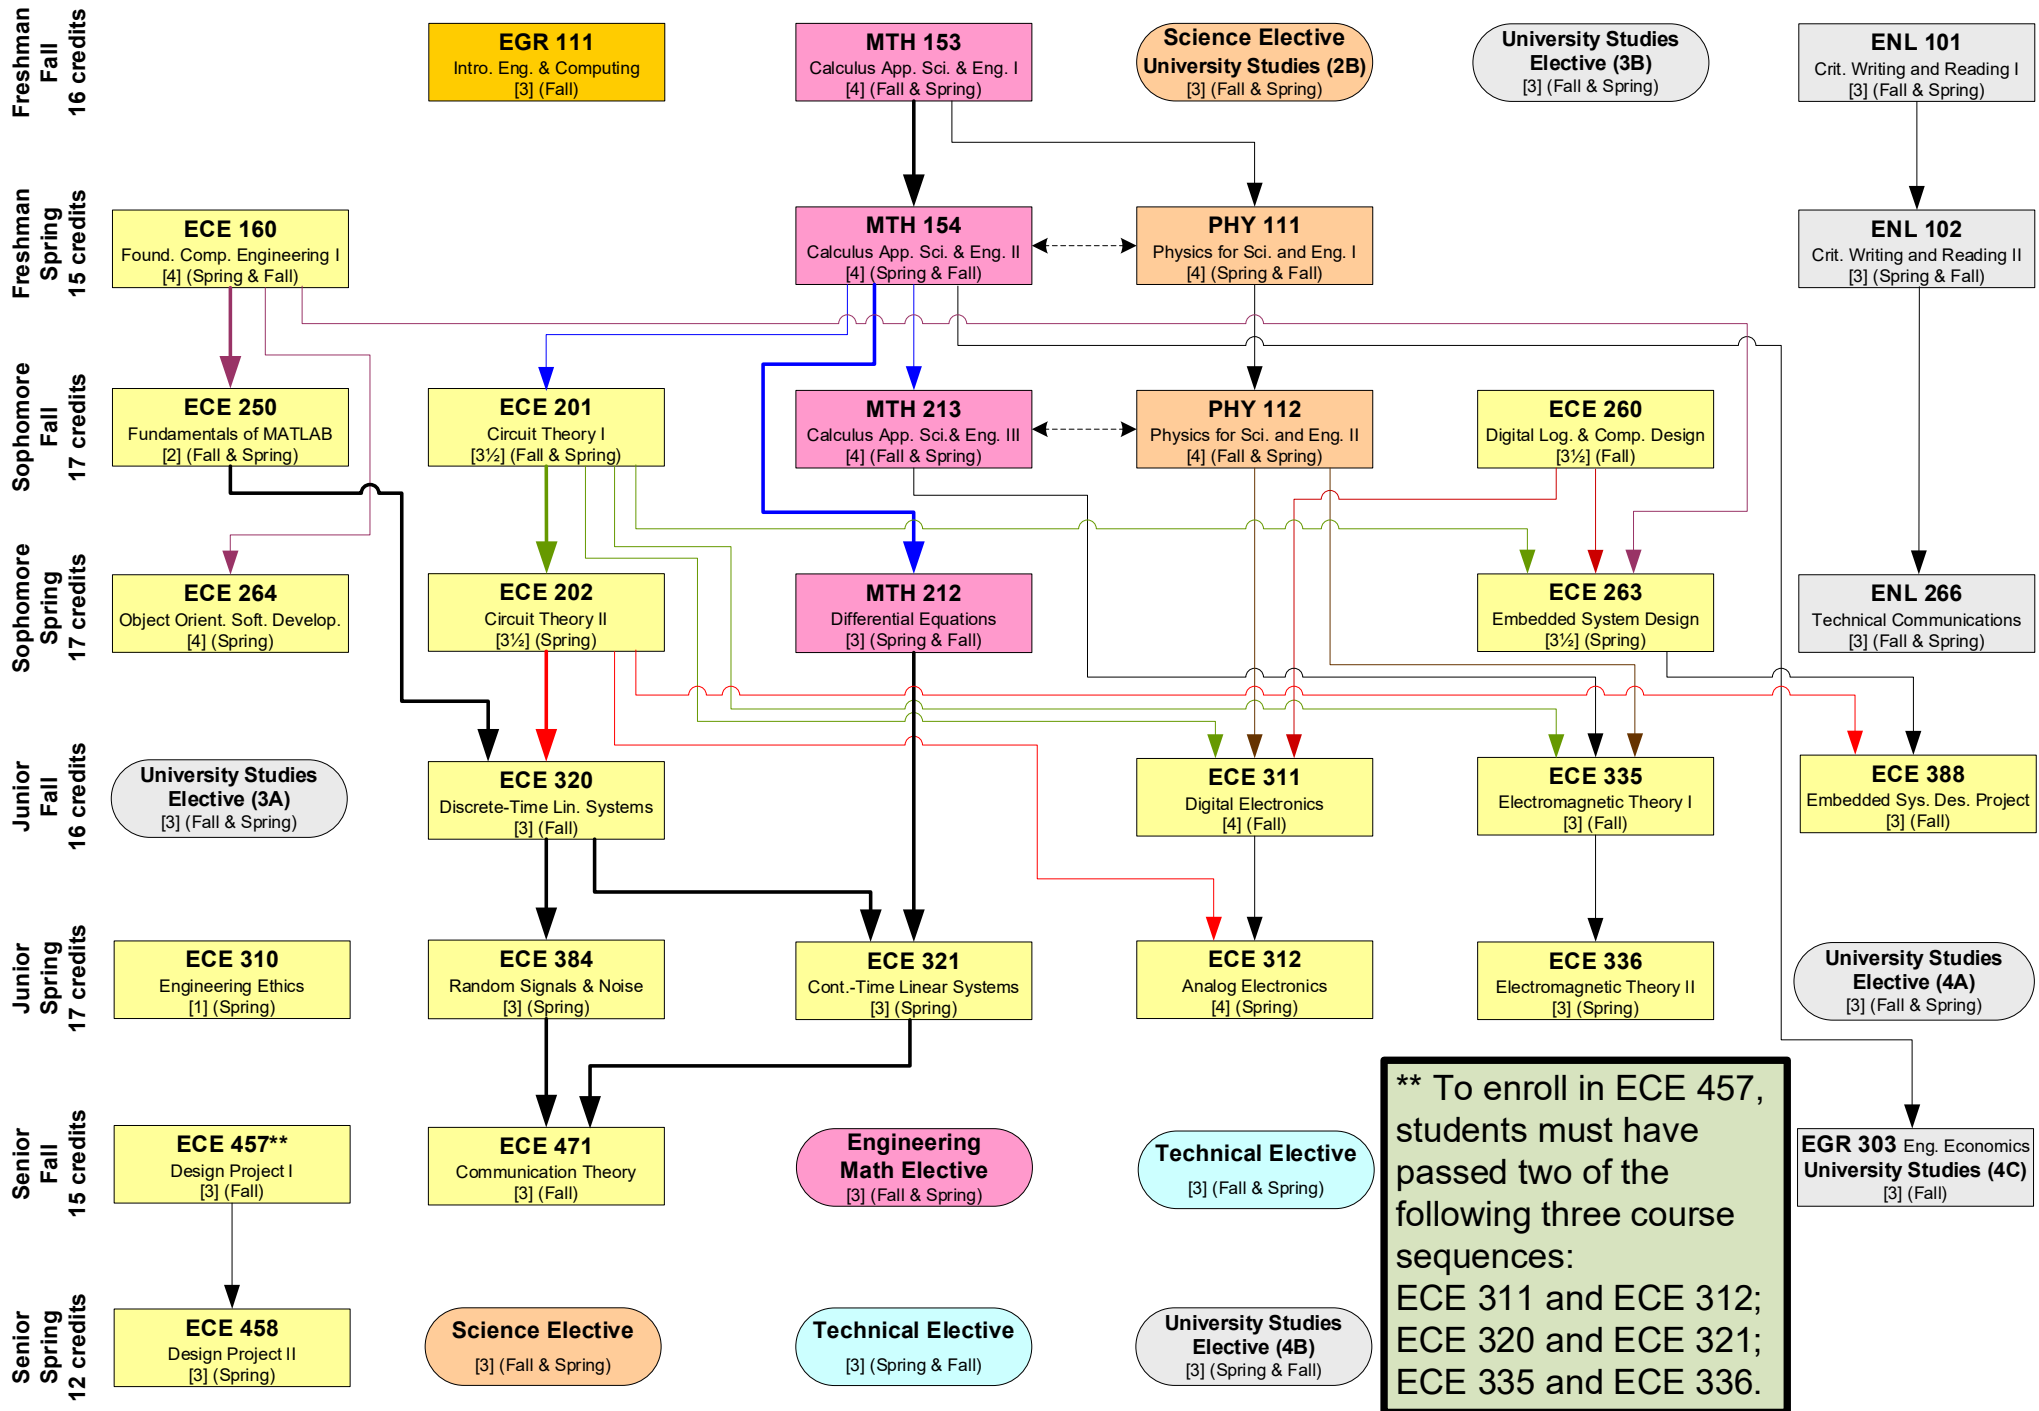 Freshman
Fall
16 credits
EGR 111
Intro. Eng. & Computing
[3] (Fall)
MTH 153
Calculus App. Sci. & Eng. I
[4] (Fall & Spring)
Science Elective
University Studies (2B)
[3] (Fall & Spring)
University Studies
Elective (3B)
[3] (Fall & Spring)
ENL 101
Crit. Writing and Reading I
[3] (Fall & Spring)
Freshman
Spring
15 credits
ECE 160
Found. Comp. Engineering I
[4] (Spring & Fall)
MTH 154
Calculus App. Sci. & Eng. II
[4] (Spring & Fall)
PHY 111
Physics for Sci. and Eng. I
[4] (Spring & Fall)
ENL 102
Crit. Writing and Reading II
[3] (Spring & Fall)
Sophomore
Fall
17 credits
ECE 250
Fundamentals of MATLAB
[2] (Fall & Spring)
ECE 201
Circuit Theory I
[3½] (Fall & Spring)
MTH 213
Calculus App. Sci.& Eng. III
[4] (Fall & Spring)
PHY 112
Physics for Sci. and Eng. II
[4] (Fall & Spring)
ECE 260
Digital Log. & Comp. Design
[3½] (Fall)
Sophomore
Spring
17 credits
ECE 264
Object Orient. Soft. Develop.
[4] (Spring)
ECE 202
Circuit Theory II
[3½] (Spring)
MTH 212
Differential Equations
[3] (Spring & Fall)
ECE 263
Embedded System Design
[3½] (Spring)
ENL 266
Technical Communications
[3] (Fall & Spring)
Junior
Fall
16 credits
University Studies
Elective (3A)
[3] (Fall & Spring)
ECE 320
Discrete-Time Lin. Systems
[3] (Fall)
ECE 311
Digital Electronics
[4] (Fall)
ECE 335
Electromagnetic Theory I
[3] (Fall)
ECE 388
Embedded Sys. Des. Project
[3] (Fall)
Junior
Spring
17 credits
ECE 310
Engineering Ethics
[1] (Spring)
ECE 384
Random Signals & Noise
[3] (Spring)
ECE 321
Cont.-Time Linear Systems
[3] (Spring)
ECE 312
Analog Electronics
[4] (Spring)
ECE 336
Electromagnetic Theory II
[3] (Spring)
University Studies
Elective (4A)
[3] (Fall & Spring)
Senior
Fall
15 credits
ECE 457**
Design Project I
[3] (Fall)
ECE 471
Communication Theory
[3] (Fall)
Engineering
Math Elective
[3] (Fall & Spring)
Technical Elective
[3] (Fall & Spring)
** To enroll in ECE 457,
students must have
passed two of the
following three course
sequences:
ECE 311 and ECE 312;
ECE 320 and ECE 321;
ECE 335 and ECE 336.
EGR 303 Eng. Economics
University Studies (4C)
[3] (Fall)
Senior
Spring
12 credits
ECE 458
Design Project II
[3] (Spring)
Science Elective
[3] (Fall & Spring)
Technical Elective
[3] (Spring & Fall)
University Studies
Elective (4B)
[3] (Spring & Fall)